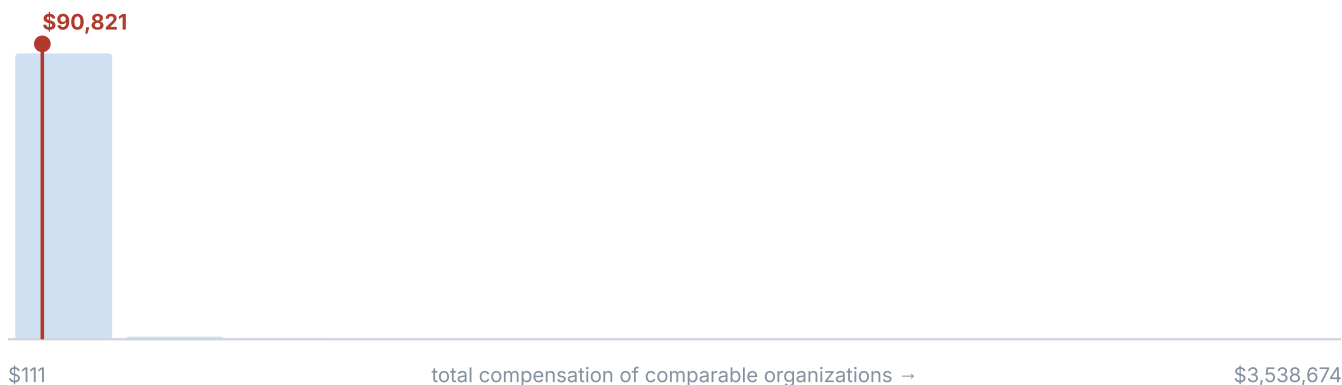 $90,821
$111 total compensation of comparable organizations → $3,538,674